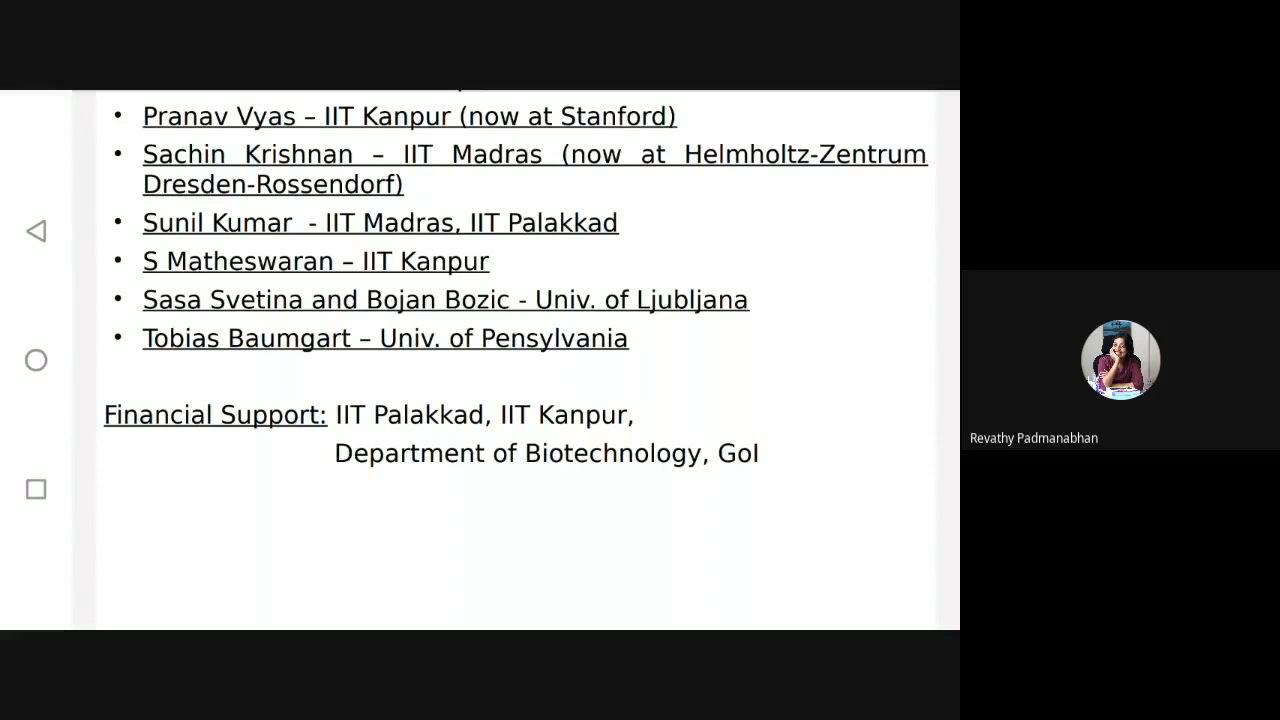 • Pranav Vyas – IIT Kanpur (now at Stanford)
• Sachin Krishnan – IIT Madras (now at Helmholtz-Zentrum
Dresden-Rossendorf)
• Sunil Kumar  - IIT Madras, IIT Palakkad
• S Matheswaran – IIT Kanpur
• Sasa Svetina and Bojan Bozic - Univ. of Ljubljana
• Tobias Baumgart – Univ. of Pensylvania
Financial Support: IIT Palakkad, IIT Kanpur,
Department of Biotechnology, GoI
Revathy Padmanabhan